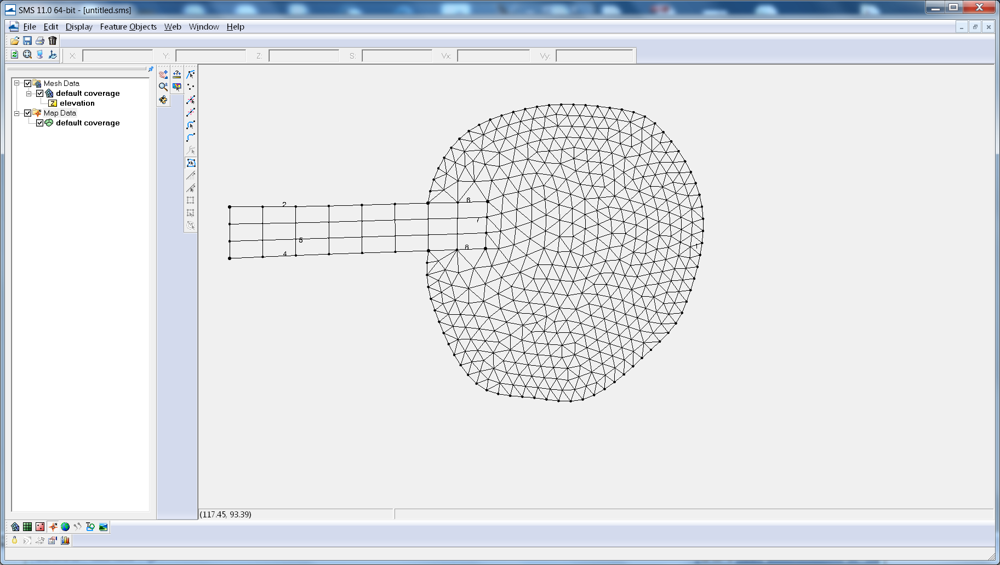 SMS 11.0 64-bit - [untitled.sms]
File Edit Display Feature Objects Web Window Help
X: Y: Z: S: Vx: Vy:
Mesh Data
default coverage
Z elevation
Map Data
default coverage
2
6
7
5
4
8
1
(117.45, 93.39)